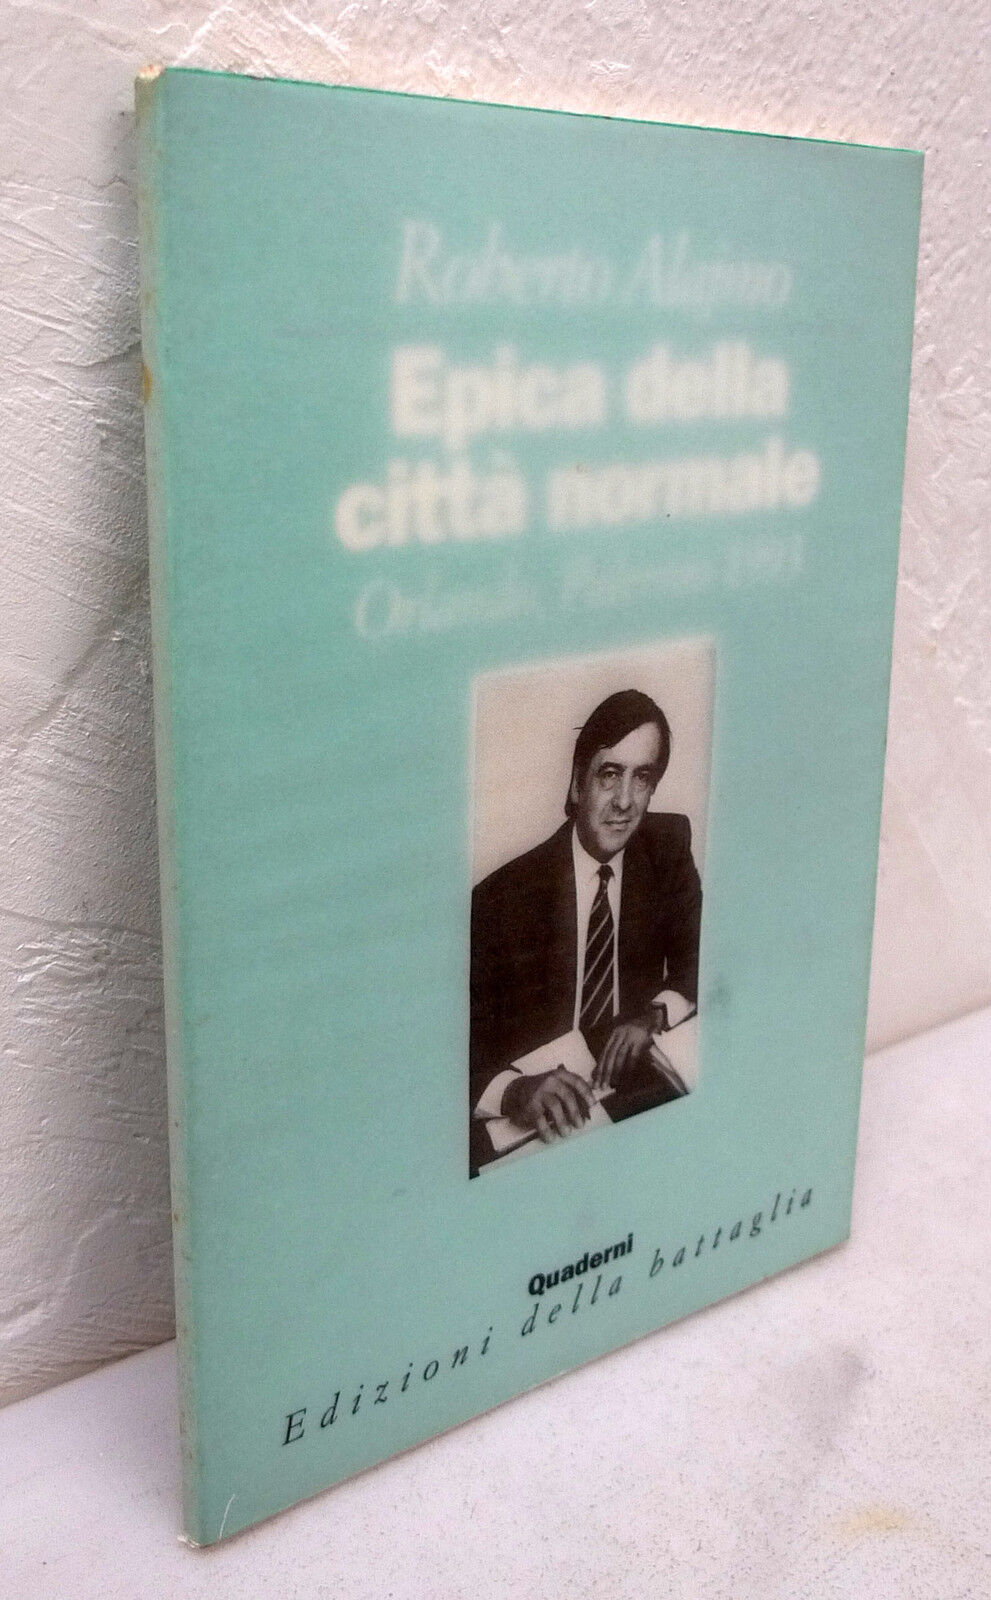 Roberto Alajmo
Epica della
città normale
Orlando, Palermo 1993
Quaderni
Edizioni della battaglia